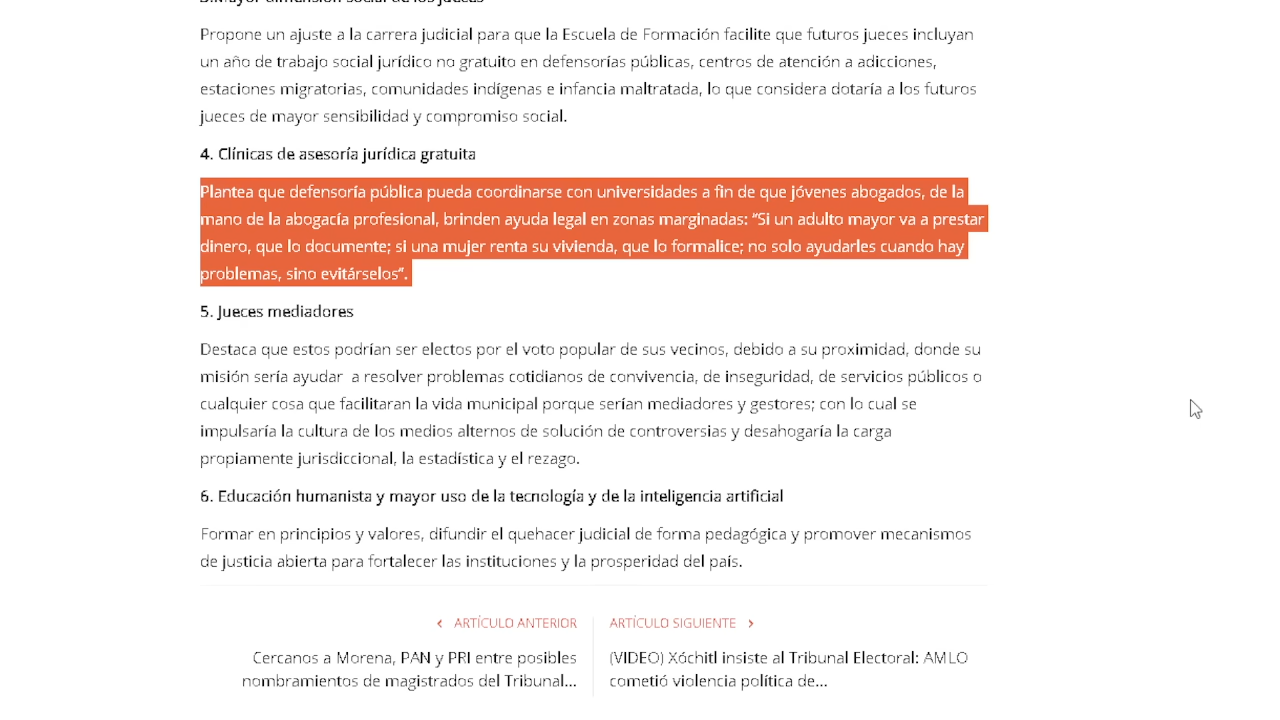 3.Mayor dimensión social de los jueces
Propone un ajuste a la carrera judicial para que la Escuela de Formación facilite que futuros jueces incluyan
un año de trabajo social jurídico no gratuito en defensorías públicas, centros de atención a adicciones,
estaciones migratorias, comunidades indígenas e infancia maltratada, lo que considera dotaría a los futuros
jueces de mayor sensibilidad y compromiso social.
4. Clínicas de asesoría jurídica gratuita
Plantea que defensoría pública pueda coordinarse con universidades a fin de que jóvenes abogados, de la
mano de la abogacía profesional, brinden ayuda legal en zonas marginadas: “Si un adulto mayor va a prestar
dinero, que lo documente; si una mujer renta su vivienda, que lo formalice; no solo ayudarles cuando hay
problemas, sino evitárselos”.
5. Jueces mediadores
Destaca que estos podrían ser electos por el voto popular de sus vecinos, debido a su proximidad, donde su
misión sería ayudar  a resolver problemas cotidianos de convivencia, de inseguridad, de servicios públicos o
cualquier cosa que facilitaran la vida municipal porque serían mediadores y gestores; con lo cual se
impulsaría la cultura de los medios alternos de solución de controversias y desahogaría la carga
propiamente jurisdiccional, la estadística y el rezago.
6. Educación humanista y mayor uso de la tecnología y de la inteligencia artificial
Formar en principios y valores, difundir el quehacer judicial de forma pedagógica y promover mecanismos
de justicia abierta para fortalecer las instituciones y la prosperidad del país.
‹ ARTÍCULO ANTERIOR
Cercanos a Morena, PAN y PRI entre posibles
nombramientos de magistrados del Tribunal...
ARTÍCULO SIGUIENTE ›
(VIDEO) Xóchitl insiste al Tribunal Electoral: AMLO
cometió violencia política de...